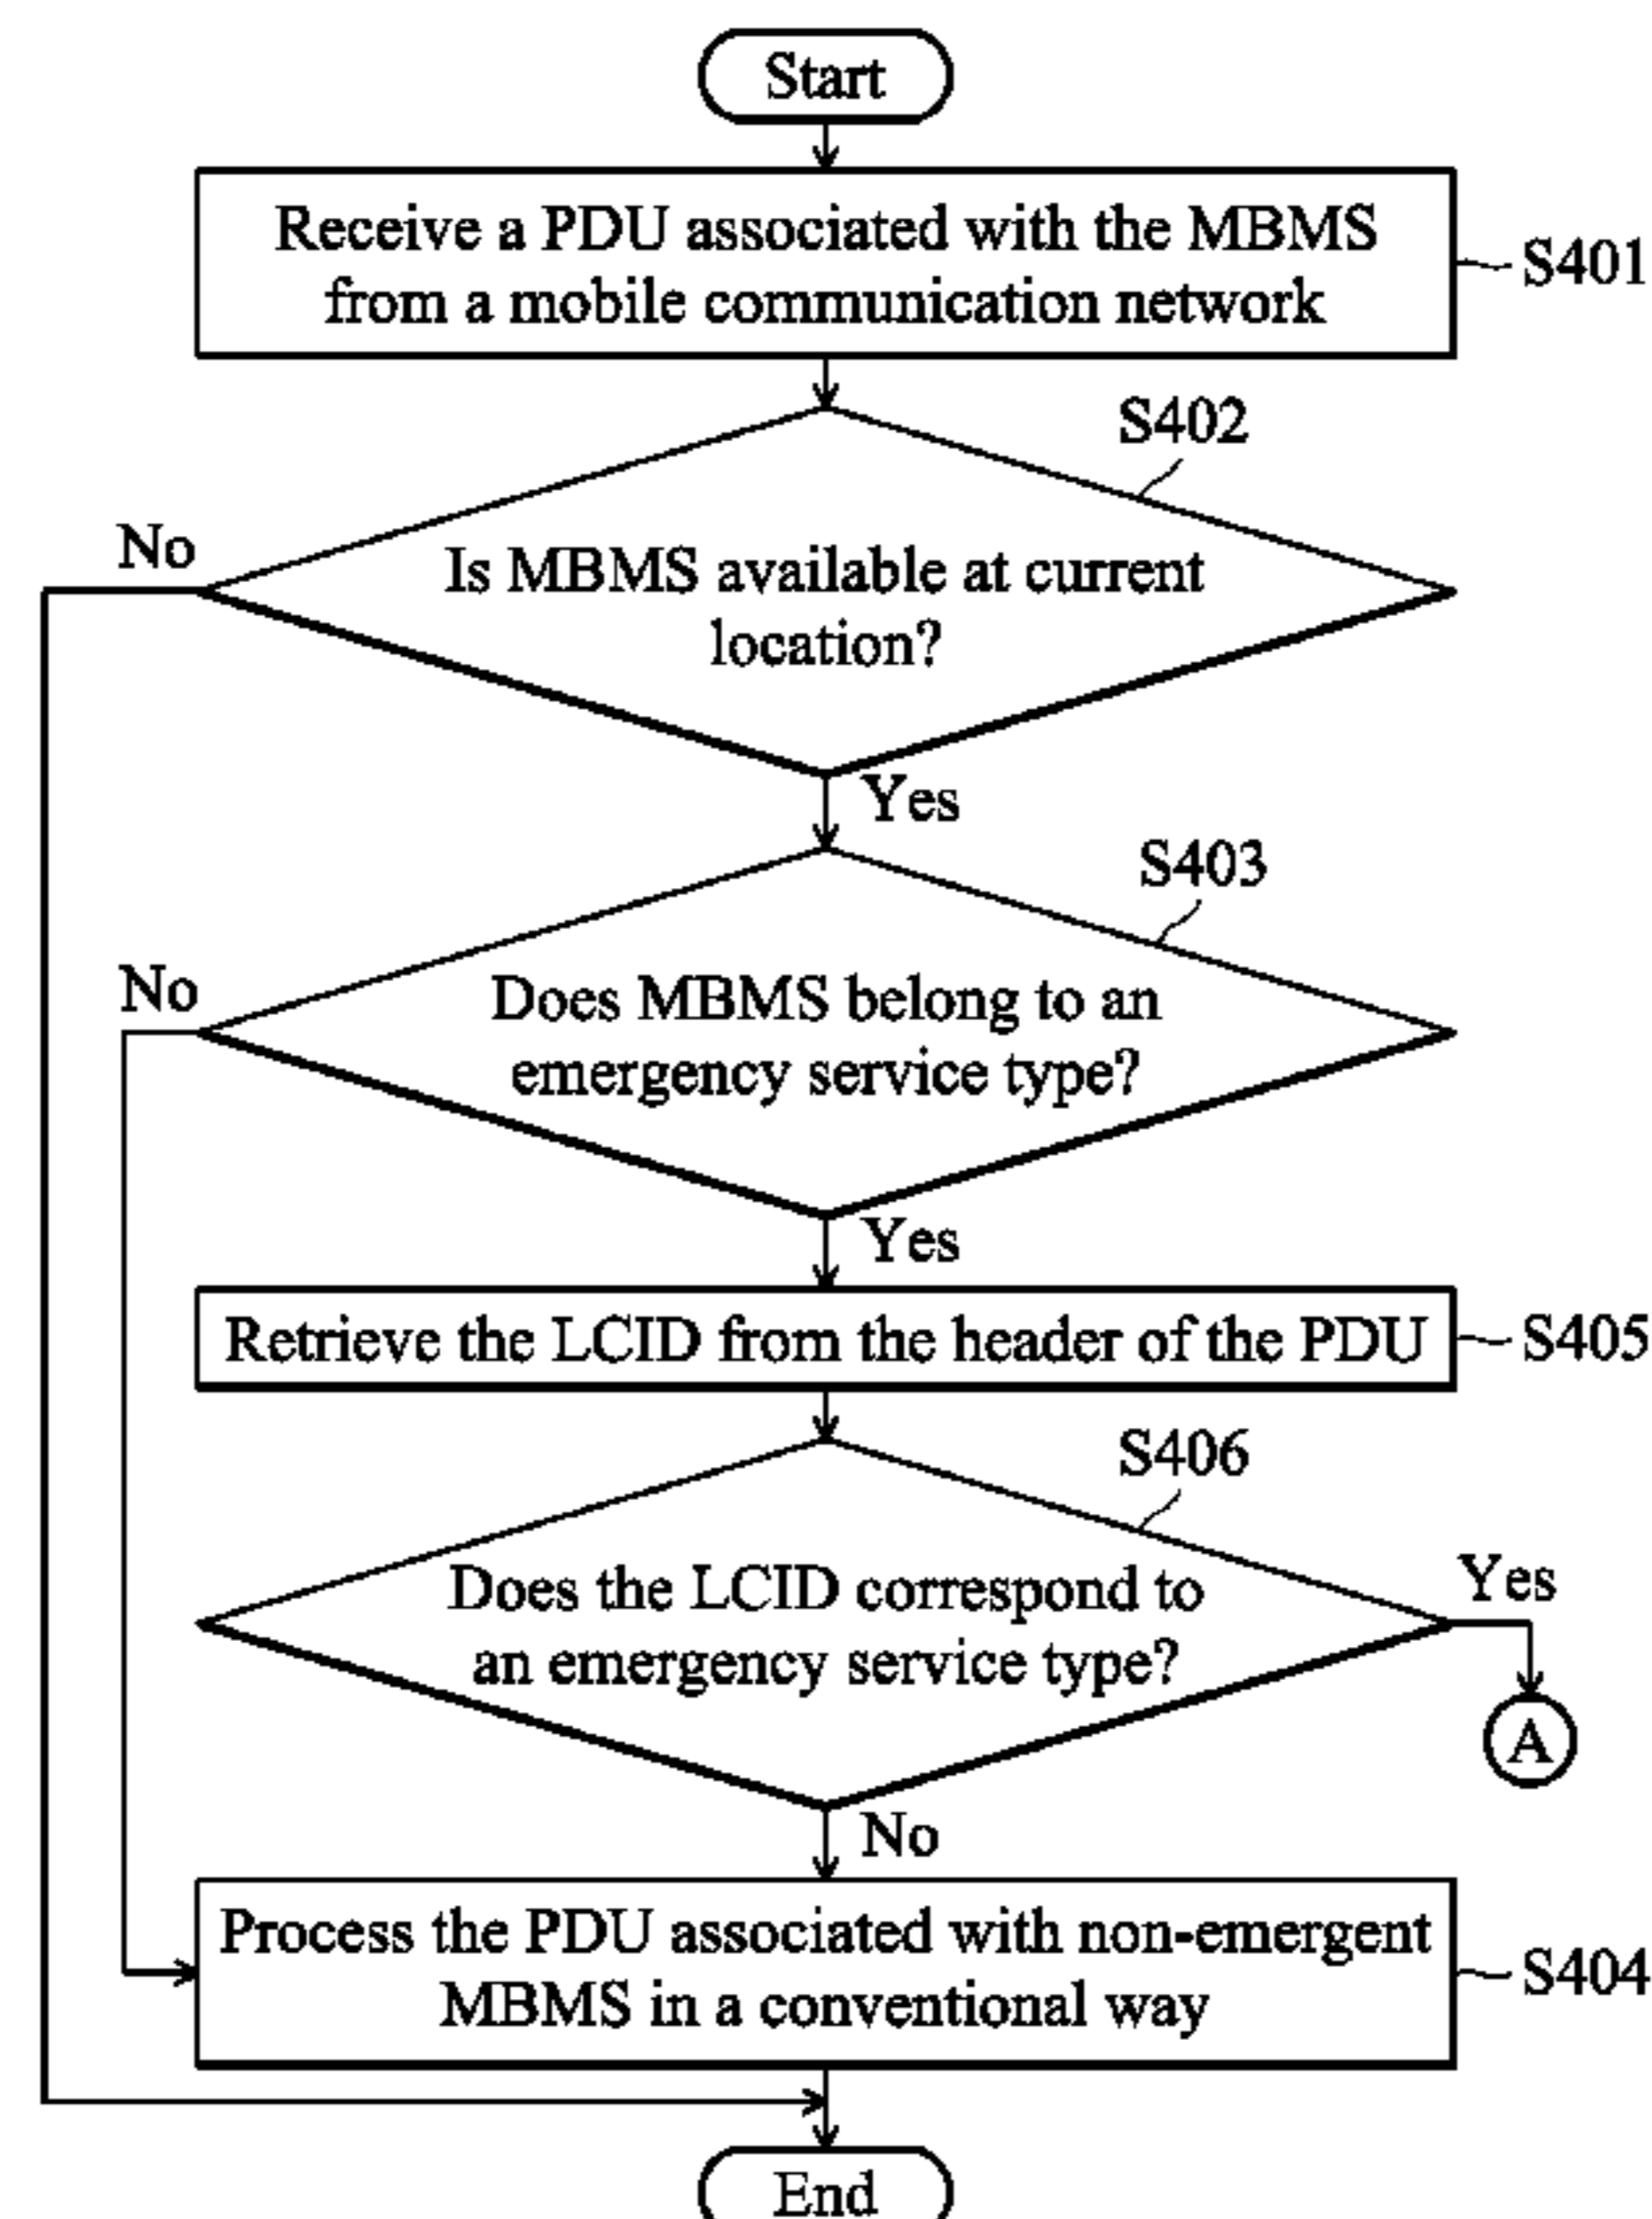 Start
Receive a PDU associated with the MBMS
from a mobile communication network
S401
S402
No
Is MBMS available at current
location?
Yes
S403
No
Does MBMS belong to an
emergency service type?
Yes
Retrieve the LCID from the header of the PDU
S405
S406
Does the LCID correspond to
an emergency service type?
Yes
A
No
Process the PDU associated with non-emergent
MBMS in a conventional way
S404
End